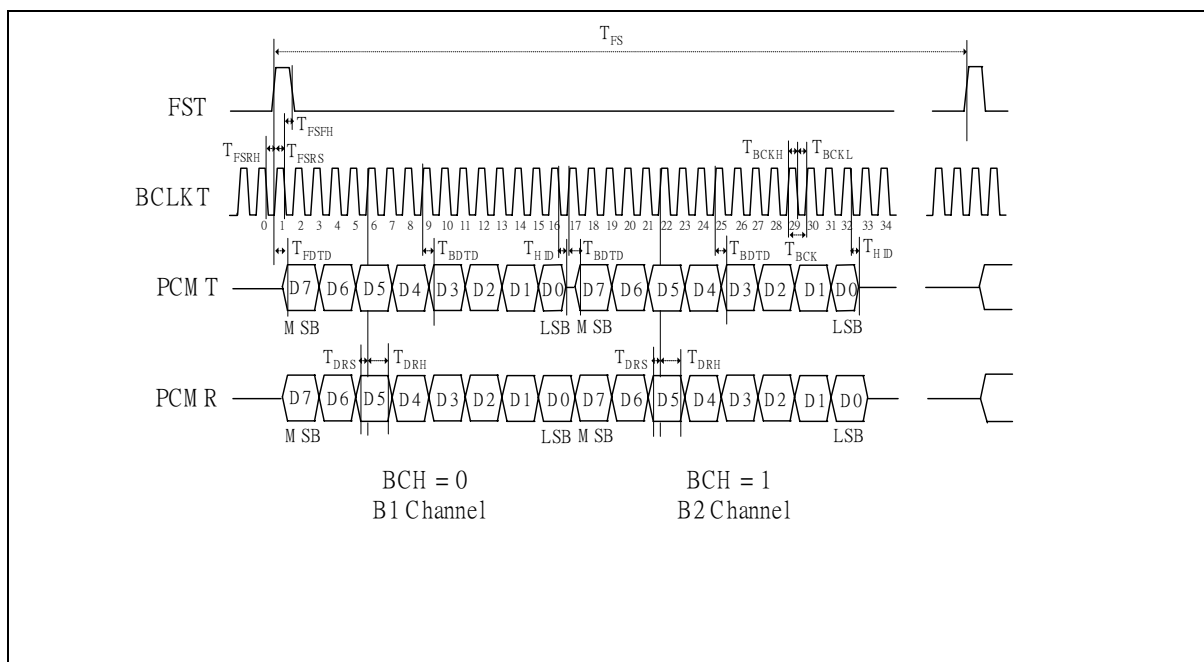 T_FS
FST
T_FSFH
T_FSRH T_FSRS T_BCKH T_BCKL
BCLKT
0 1 2 3 4 5 6 7 8 9 10 11 12 13 14 15 16 17 18 19 20 21 22 23 24 25 26 27 28 29 30 31 32 33 34
T_FDTD T_BDTD T_HID T_BDTD T_BDTD T_BCK T_HID
PCMT D7 D6 D5 D4 D3 D2 D1 D0 D7 D6 D5 D4 D3 D2 D1 D0
MSB LSB MSB LSB
T_DRS T_DRH T_DRS T_DRH
PCMR D7 D6 D5 D4 D3 D2 D1 D0 D7 D6 D5 D4 D3 D2 D1 D0
MSB LSB MSB LSB
BCH = 0 BCH = 1
B1 Channel B2 Channel